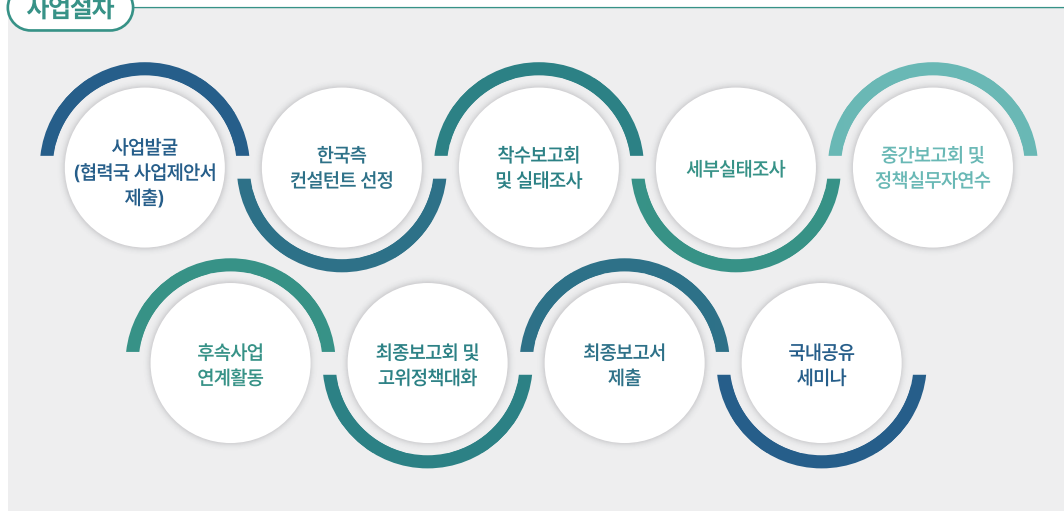 사업절차
사업발굴
(협력국 사업제안서
제출)
한국측
컨설턴트 선정
착수보고회
및 실태조사
세부실태조사
중간보고회 및
정책실무자연수
후속사업
연계활동
최종보고회 및
고위정책대화
최종보고서
제출
국내공유
세미나